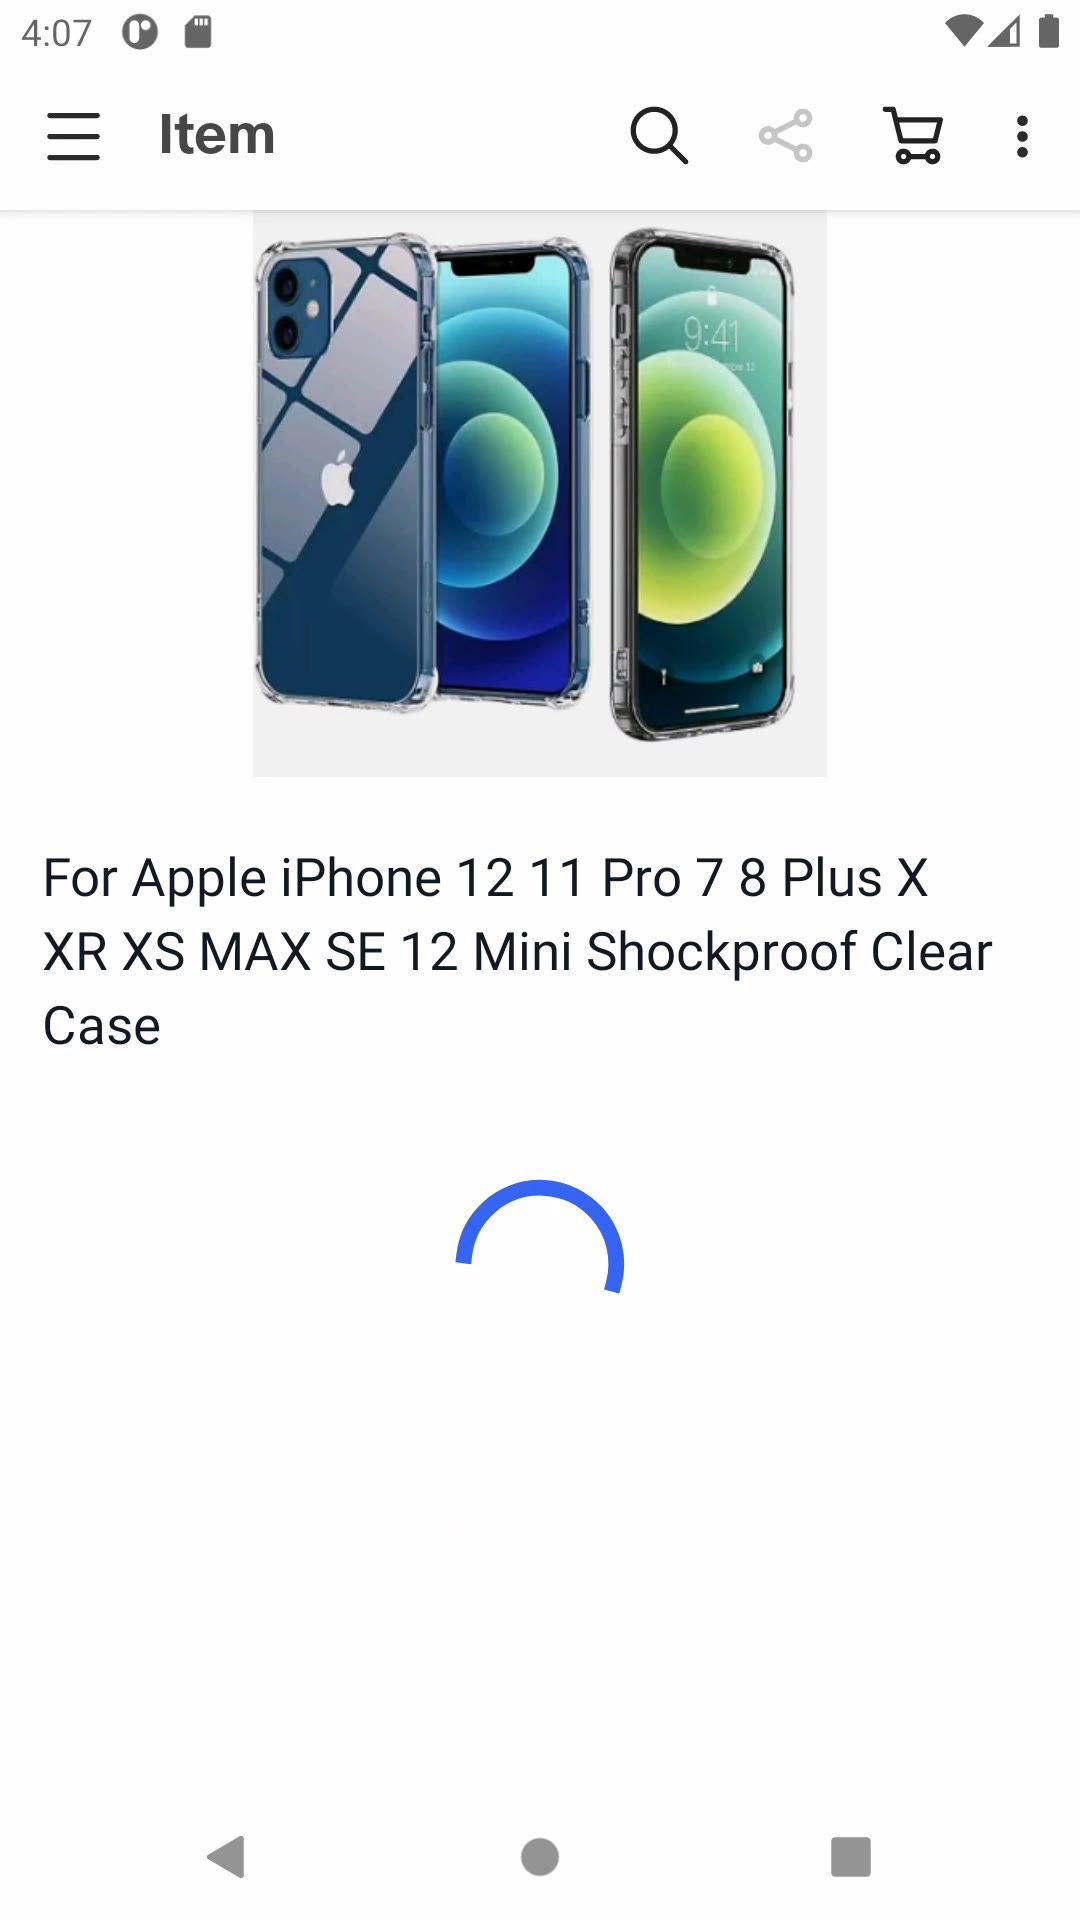 4:07
Item
9:41
For Apple iPhone 12 11 Pro 7 8 Plus X
XR XS MAX SE 12 Mini Shockproof Clear
Case